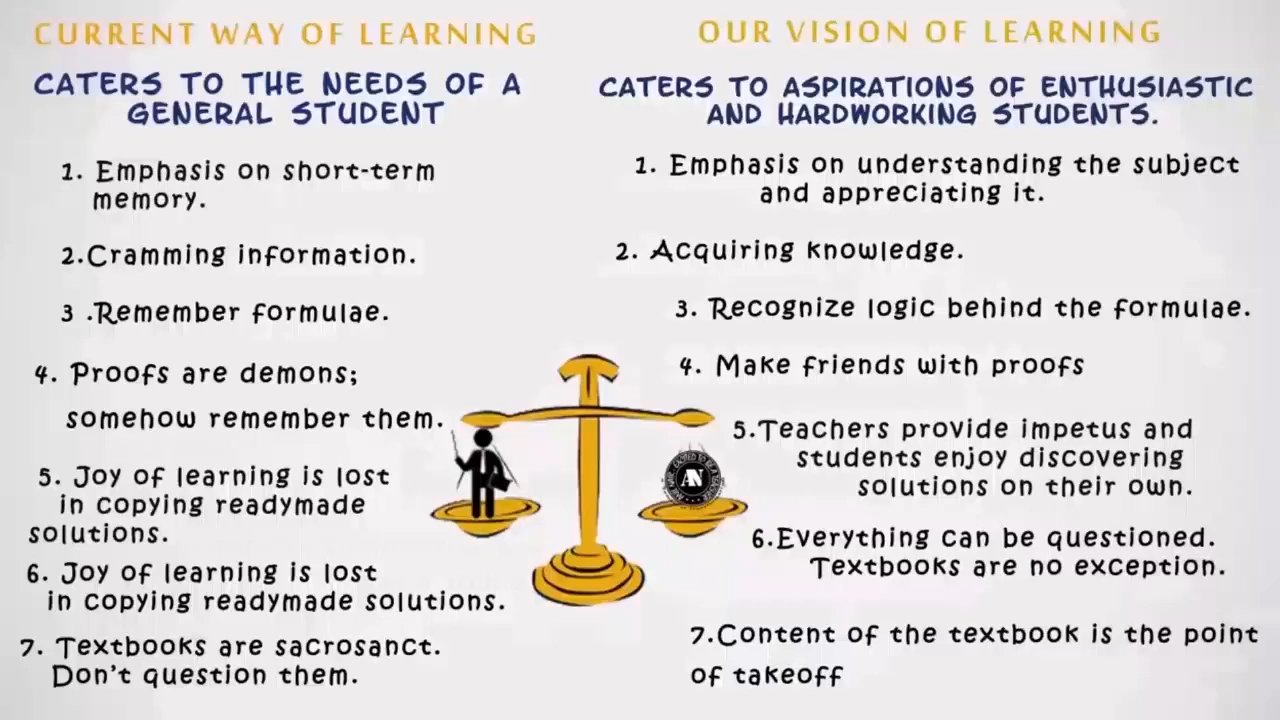 CURRENT WAY OF LEARNING
CATERS TO THE NEEDS OF A
GENERAL STUDENT
1. Emphasis on short-term
memory.
2.Cramming information.
3 .Remember formulae.
4. Proofs are demons;
somehow remember them.
5. Joy of learning is lost
in copying readymade
solutions.
6. Joy of learning is lost
in copying readymade solutions.
7. Textbooks are sacrosanct.
Don't question them.
OUR VISION OF LEARNING
CATERS TO ASPIRATIONS OF ENTHUSIASTIC
AND HARDWORKING STUDENTS.
1. Emphasis on understanding the subject
and appreciating it.
2. Acquiring knowledge.
3. Recognize logic behind the formulae.
4. Make friends with proofs
5.Teachers provide impetus and
students enjoy discovering
solutions on their own.
6.Everything can be questioned.
Textbooks are no exception.
7.Content of the textbook is the point
of takeoff
AN